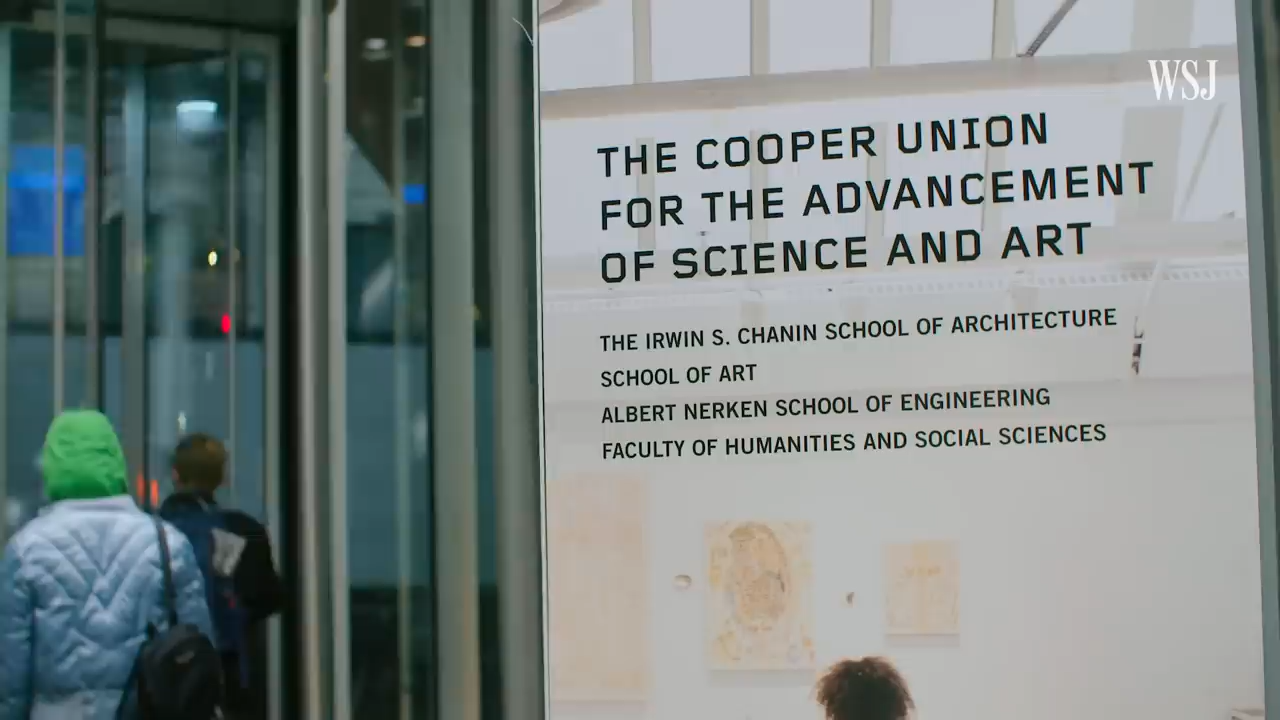 WSJ
THE COOPER UNION
FOR THE ADVANCEMENT
OF SCIENCE AND ART
THE IRWIN S. CHANIN SCHOOL OF ARCHITECTURE
SCHOOL OF ART
ALBERT NERKEN SCHOOL OF ENGINEERING
FACULTY OF HUMANITIES AND SOCIAL SCIENCES